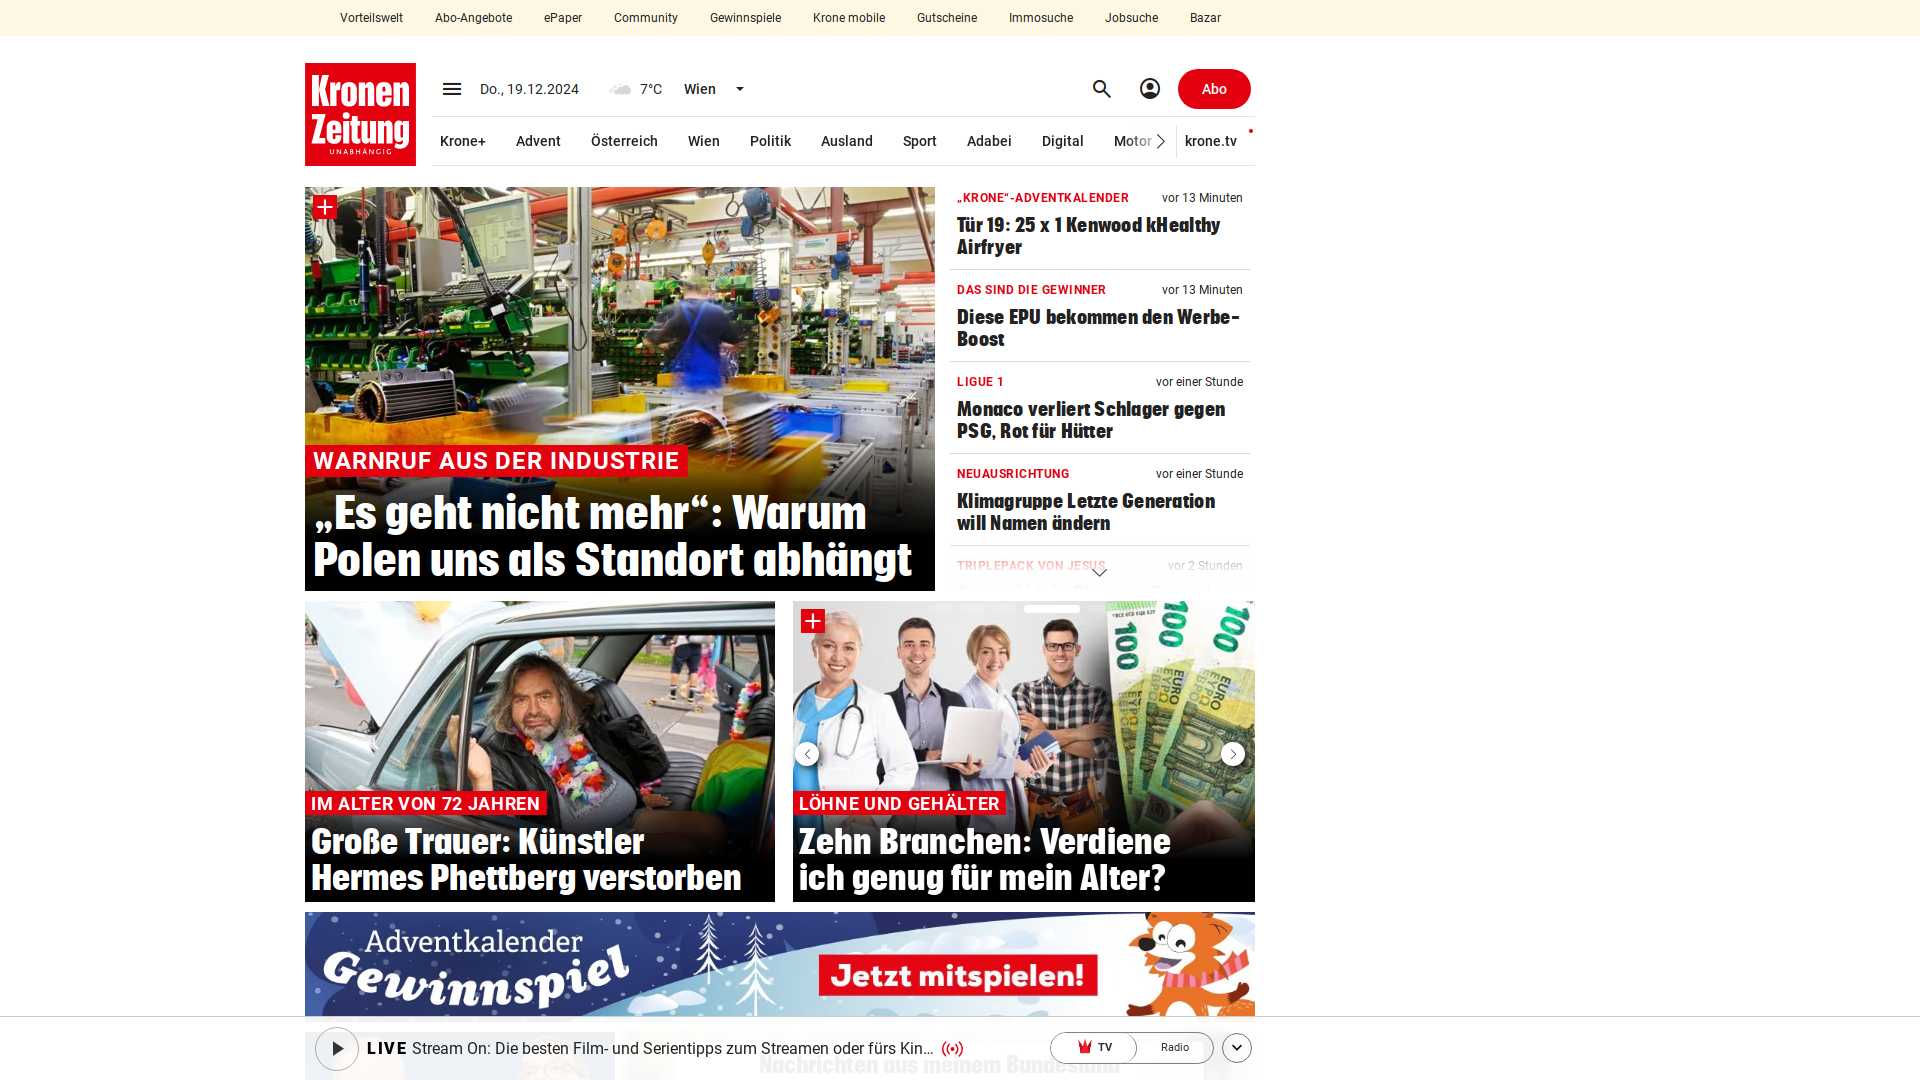 Vorteilswelt Abo-Angebote ePaper Community Gewinnspiele Krone mobile Gutscheine Immosuche Jobsuche Bazar
Kronen
Zeitung
UNABHÄNGIG
Do., 19.12.2024 7°C Wien Abo
Krone+ Advent Österreich Wien Politik Ausland Sport Adabei Digital Motor krone.tv
WARNRUF AUS DER INDUSTRIE
„Es geht nicht mehr“: Warum
Polen uns als Standort abhängt
„KRONE“-ADVENTKALENDER vor 13 Minuten
Tür 19: 25 x 1 Kenwood kHealthy
Airfryer
DAS SIND DIE GEWINNER vor 13 Minuten
Diese EPU bekommen den Werbe-
Boost
LIGUE 1 vor einer Stunde
Monaco verliert Schlager gegen
PSG, Rot für Hütter
NEUAUSRICHTUNG vor einer Stunde
Klimagruppe Letzte Generation
will Namen ändern
TRIPLEPACK VON JESUS vor 2 Stunden
IM ALTER VON 72 JAHREN
Große Trauer: Künstler
Hermes Phettberg verstorben
100 100 100
EURO
LÖHNE UND GEHÄLTER
Zehn Branchen: Verdiene
ich genug für mein Alter?
Adventkalender
Gewinnspiel
Jetzt mitspielen!
LIVE Stream On: Die besten Film- und Serientipps zum Streamen oder fürs Kin... TV Radio
Nachrichten aus meinem Bundesland